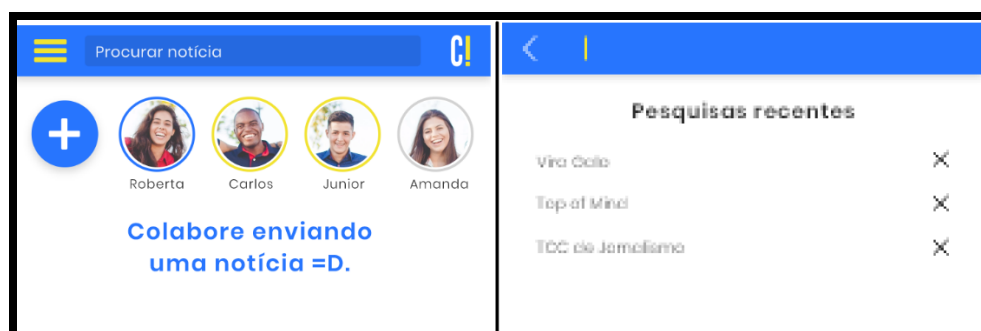 Procurar notícia
C!
Roberta Carlos Junior Amanda
Colabore enviando
uma notícia =D.
Pesquisas recentes
Vira Galo
Top of Mind
TCC de Jornalismo